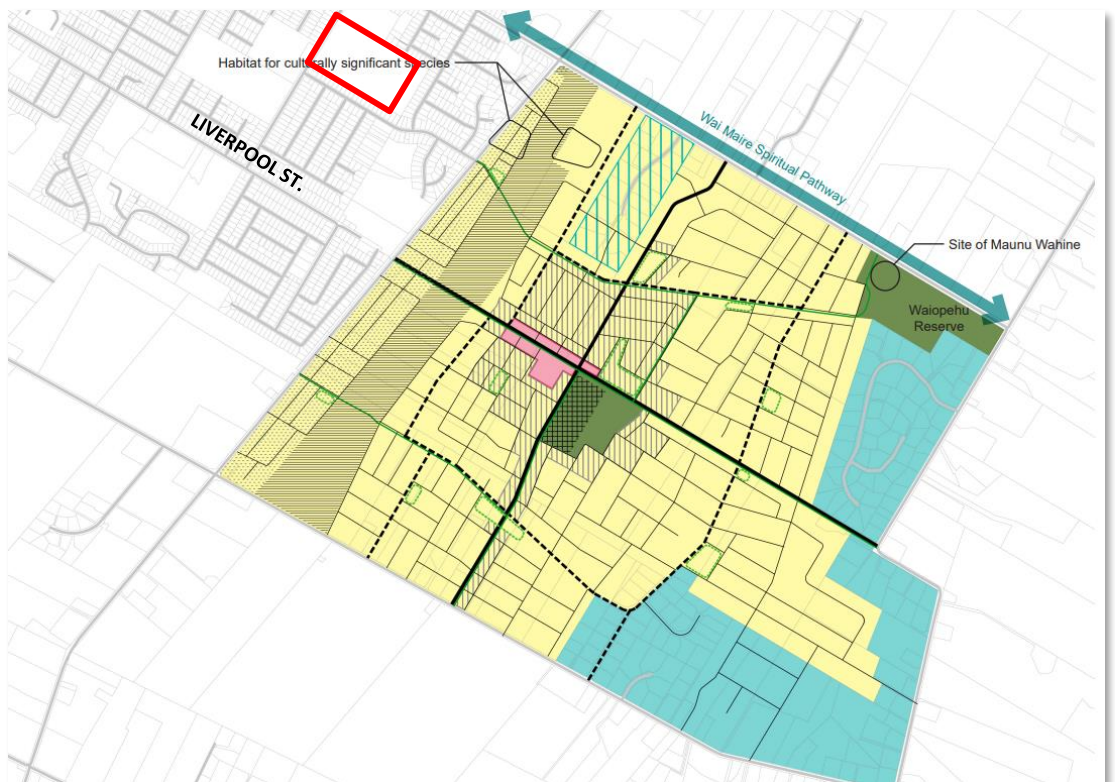 Habitat for culturally significant species
LIVERPOOL ST.
Wai Maire Spiritual Pathway
Site of Maunu Wahine
Waiopehu
Reserve